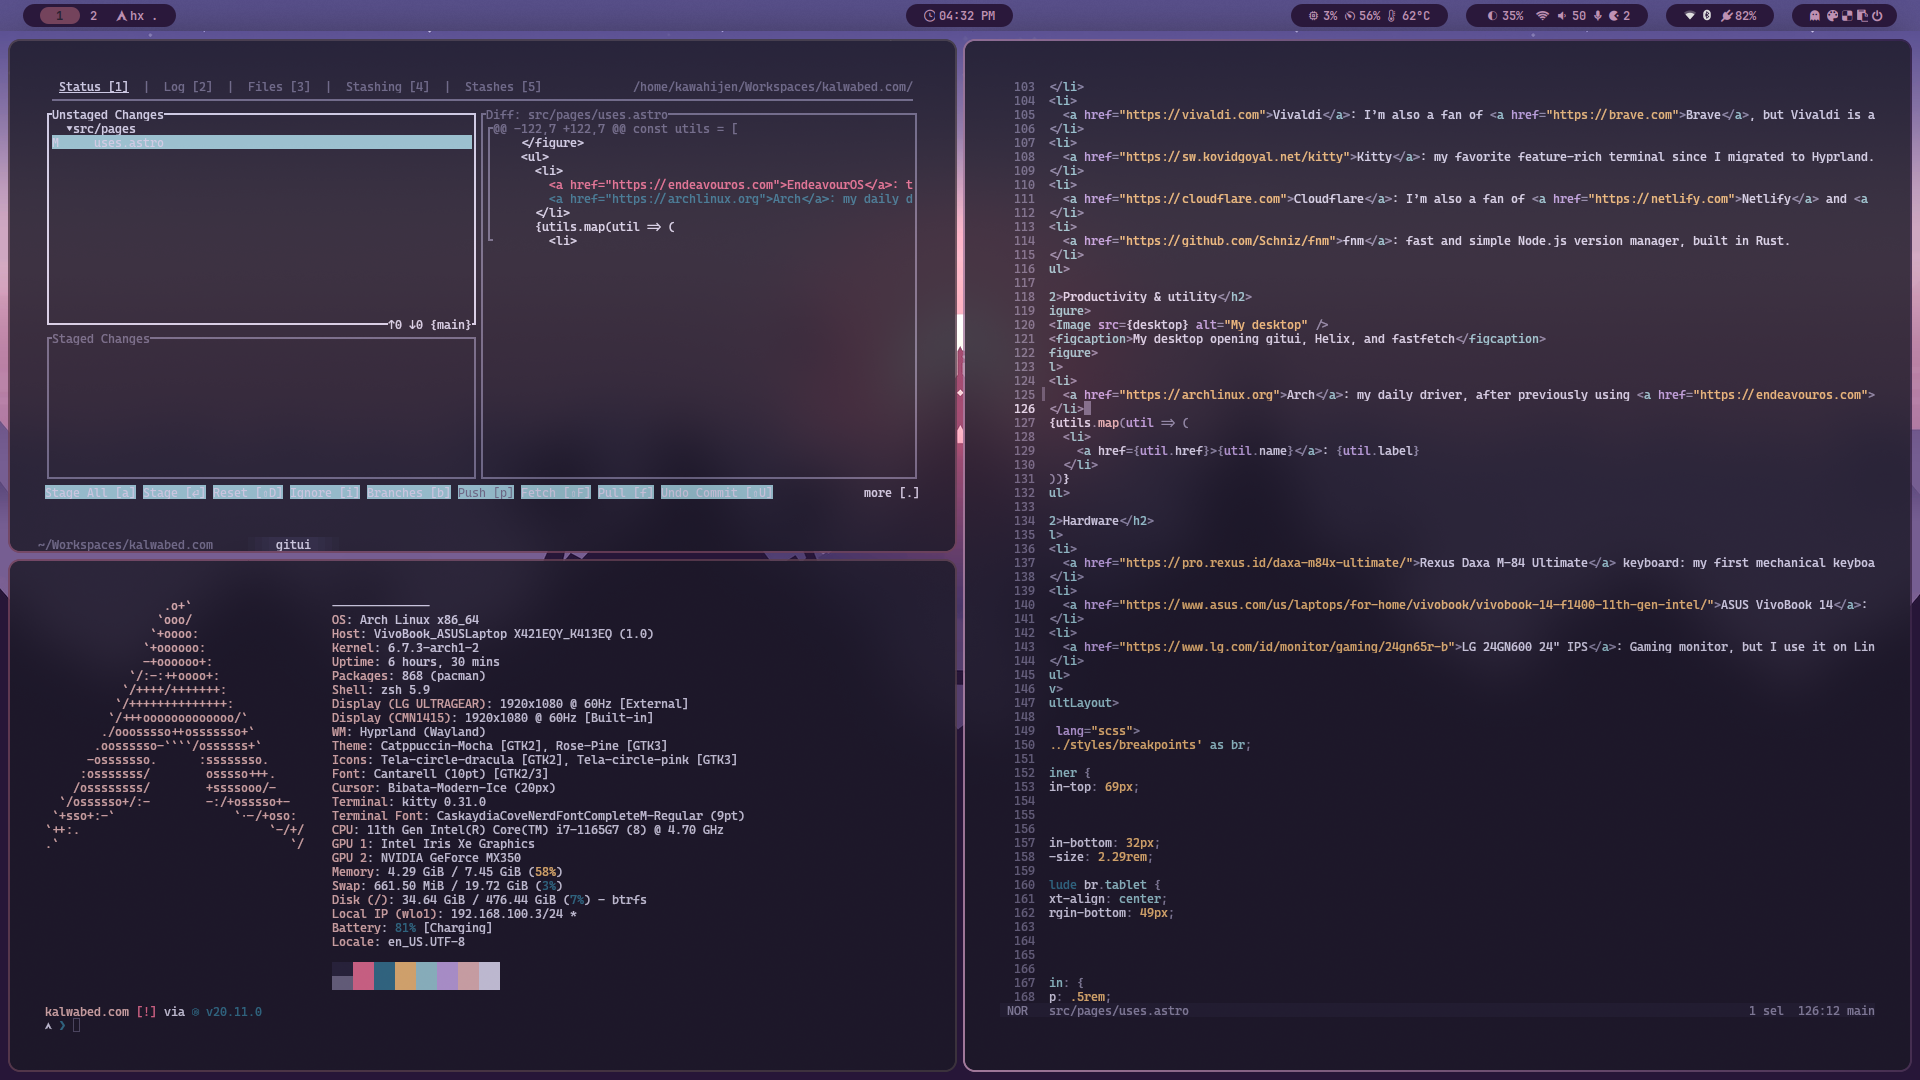 1 2 hx .
04:32 PM
3% 56% 62°C 35% 50 2 82%
Status [1] | Log [2] | Files [3] | Stashing [4] | Stashes [5] /home/kawahijen/Workspaces/kalwabed.com/
Unstaged Changes
▾src/pages
M uses.astro
↑0 ↓0 {main}
Staged Changes
Diff: src/pages/uses.astro
@@ -122,7 +122,7 @@ const utils = [
</figure>
<ul>
<li>
<a href="https://endeavouros.com">EndeavourOS</a>: t
<a href="https://archlinux.org">Arch</a>: my daily d
</li>
{utils.map(util => (
<li>
Stage All [a] Stage [⏎] Reset [⇧D] Ignore [i] Branches [b] Push [p] Fetch [⇧F] Pull [f] Undo Commit [⇧U] more [.]
~/Workspaces/kalwabed.com gitui
.o+`
`ooo/
`+oooo:
`+oooooo:
-+oooooo+:
`/:-:++oooo+:
`/++++/+++++++:
`/++++++++++++++:
`/+++ooooooooooooo/`
./ooosssso++osssssso+`
.oossssso-````/ossssss+`
-osssssso. :ssssssso.
:osssssss/ osssso+++.
/ossssssss/ +ssssooo/-
`/ossssso+/:- -:/+osssso+-
`+sso+:-` `.-/+oso:
`++:. `-/+/
.` `/
───────────────
OS: Arch Linux x86_64
Host: VivoBook_ASUSLaptop X421EQY_K413EQ (1.0)
Kernel: 6.7.3-arch1-2
Uptime: 6 hours, 30 mins
Packages: 868 (pacman)
Shell: zsh 5.9
Display (LG ULTRAGEAR): 1920x1080 @ 60Hz [External]
Display (CMN1415): 1920x1080 @ 60Hz [Built-in]
WM: Hyprland (Wayland)
Theme: Catppuccin-Mocha [GTK2], Rose-Pine [GTK3]
Icons: Tela-circle-dracula [GTK2], Tela-circle-pink [GTK3]
Font: Cantarell (10pt) [GTK2/3]
Cursor: Bibata-Modern-Ice (20px)
Terminal: kitty 0.31.0
Terminal Font: CaskaydiaCoveNerdFontCompleteM-Regular (9pt)
CPU: 11th Gen Intel(R) Core(TM) i7-1165G7 (8) @ 4.70 GHz
GPU 1: Intel Iris Xe Graphics
GPU 2: NVIDIA GeForce MX350
Memory: 4.29 GiB / 7.45 GiB (58%)
Swap: 661.50 MiB / 19.72 GiB (3%)
Disk (/): 34.64 GiB / 476.44 GiB (7%) - btrfs
Local IP (wlo1): 192.168.100.3/24 *
Battery: 81% [Charging]
Locale: en_US.UTF-8
kalwabed.com [!] via v20.11.0
❯
103 </li>
104 <li>
105 <a href="https://vivaldi.com">Vivaldi</a>: I'm also a fan of <a href="https://brave.com">Brave</a>, but Vivaldi is a
106 </li>
107 <li>
108 <a href="https://sw.kovidgoyal.net/kitty">Kitty</a>: my favorite feature-rich terminal since I migrated to Hyprland.
109 </li>
110 <li>
111 <a href="https://cloudflare.com">Cloudflare</a>: I'm also a fan of <a href="https://netlify.com">Netlify</a> and <a
112 </li>
113 <li>
114 <a href="https://github.com/Schniz/fnm">fnm</a>: fast and simple Node.js version manager, built in Rust.
115 </li>
116 ul>
117
118 2>Productivity & utility</h2>
119 igure>
120 <Image src={desktop} alt="My desktop" />
121 <figcaption>My desktop opening gitui, Helix, and fastfetch</figcaption>
122 figure>
123 l>
124 <li>
125 <a href="https://archlinux.org">Arch</a>: my daily driver, after previously using <a href="https://endeavouros.com">
126 </li>
127 {utils.map(util => (
128 <li>
129 <a href={util.href}>{util.name}</a>: {util.label}
130 </li>
131 ))}
132 ul>
133
134 2>Hardware</h2>
135 l>
136 <li>
137 <a href="https://pro.rexus.id/daxa-m84x-ultimate/">Rexus Daxa M-84 Ultimate</a> keyboard: my first mechanical keyboa
138 </li>
139 <li>
140 <a href="https://www.asus.com/us/laptops/for-home/vivobook/vivobook-14-f1400-11th-gen-intel/">ASUS VivoBook 14</a>:
141 </li>
142 <li>
143 <a href="https://www.lg.com/id/monitor/gaming/24gn65r-b">LG 24GN600 24" IPS</a>: Gaming monitor, but I use it on Lin
144 </li>
145 ul>
146 v>
147 ultLayout>
148
149 lang="scss">
150 ../styles/breakpoints' as br;
151
152 iner {
153 in-top: 69px;
154
155
156
157 in-bottom: 32px;
158 -size: 2.29rem;
159
160 lude br.tablet {
161 xt-align: center;
162 rgin-bottom: 49px;
163
164
165
166
167 in: {
168 p: .5rem;
NOR src/pages/uses.astro 1 sel 126:12 main